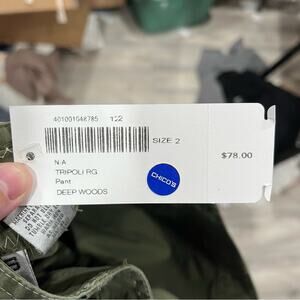 401001048785 122
SIZE 2
$78.00
N/A
TRIPOLI RG
Pant
DEEP WOODS
CHICO'S